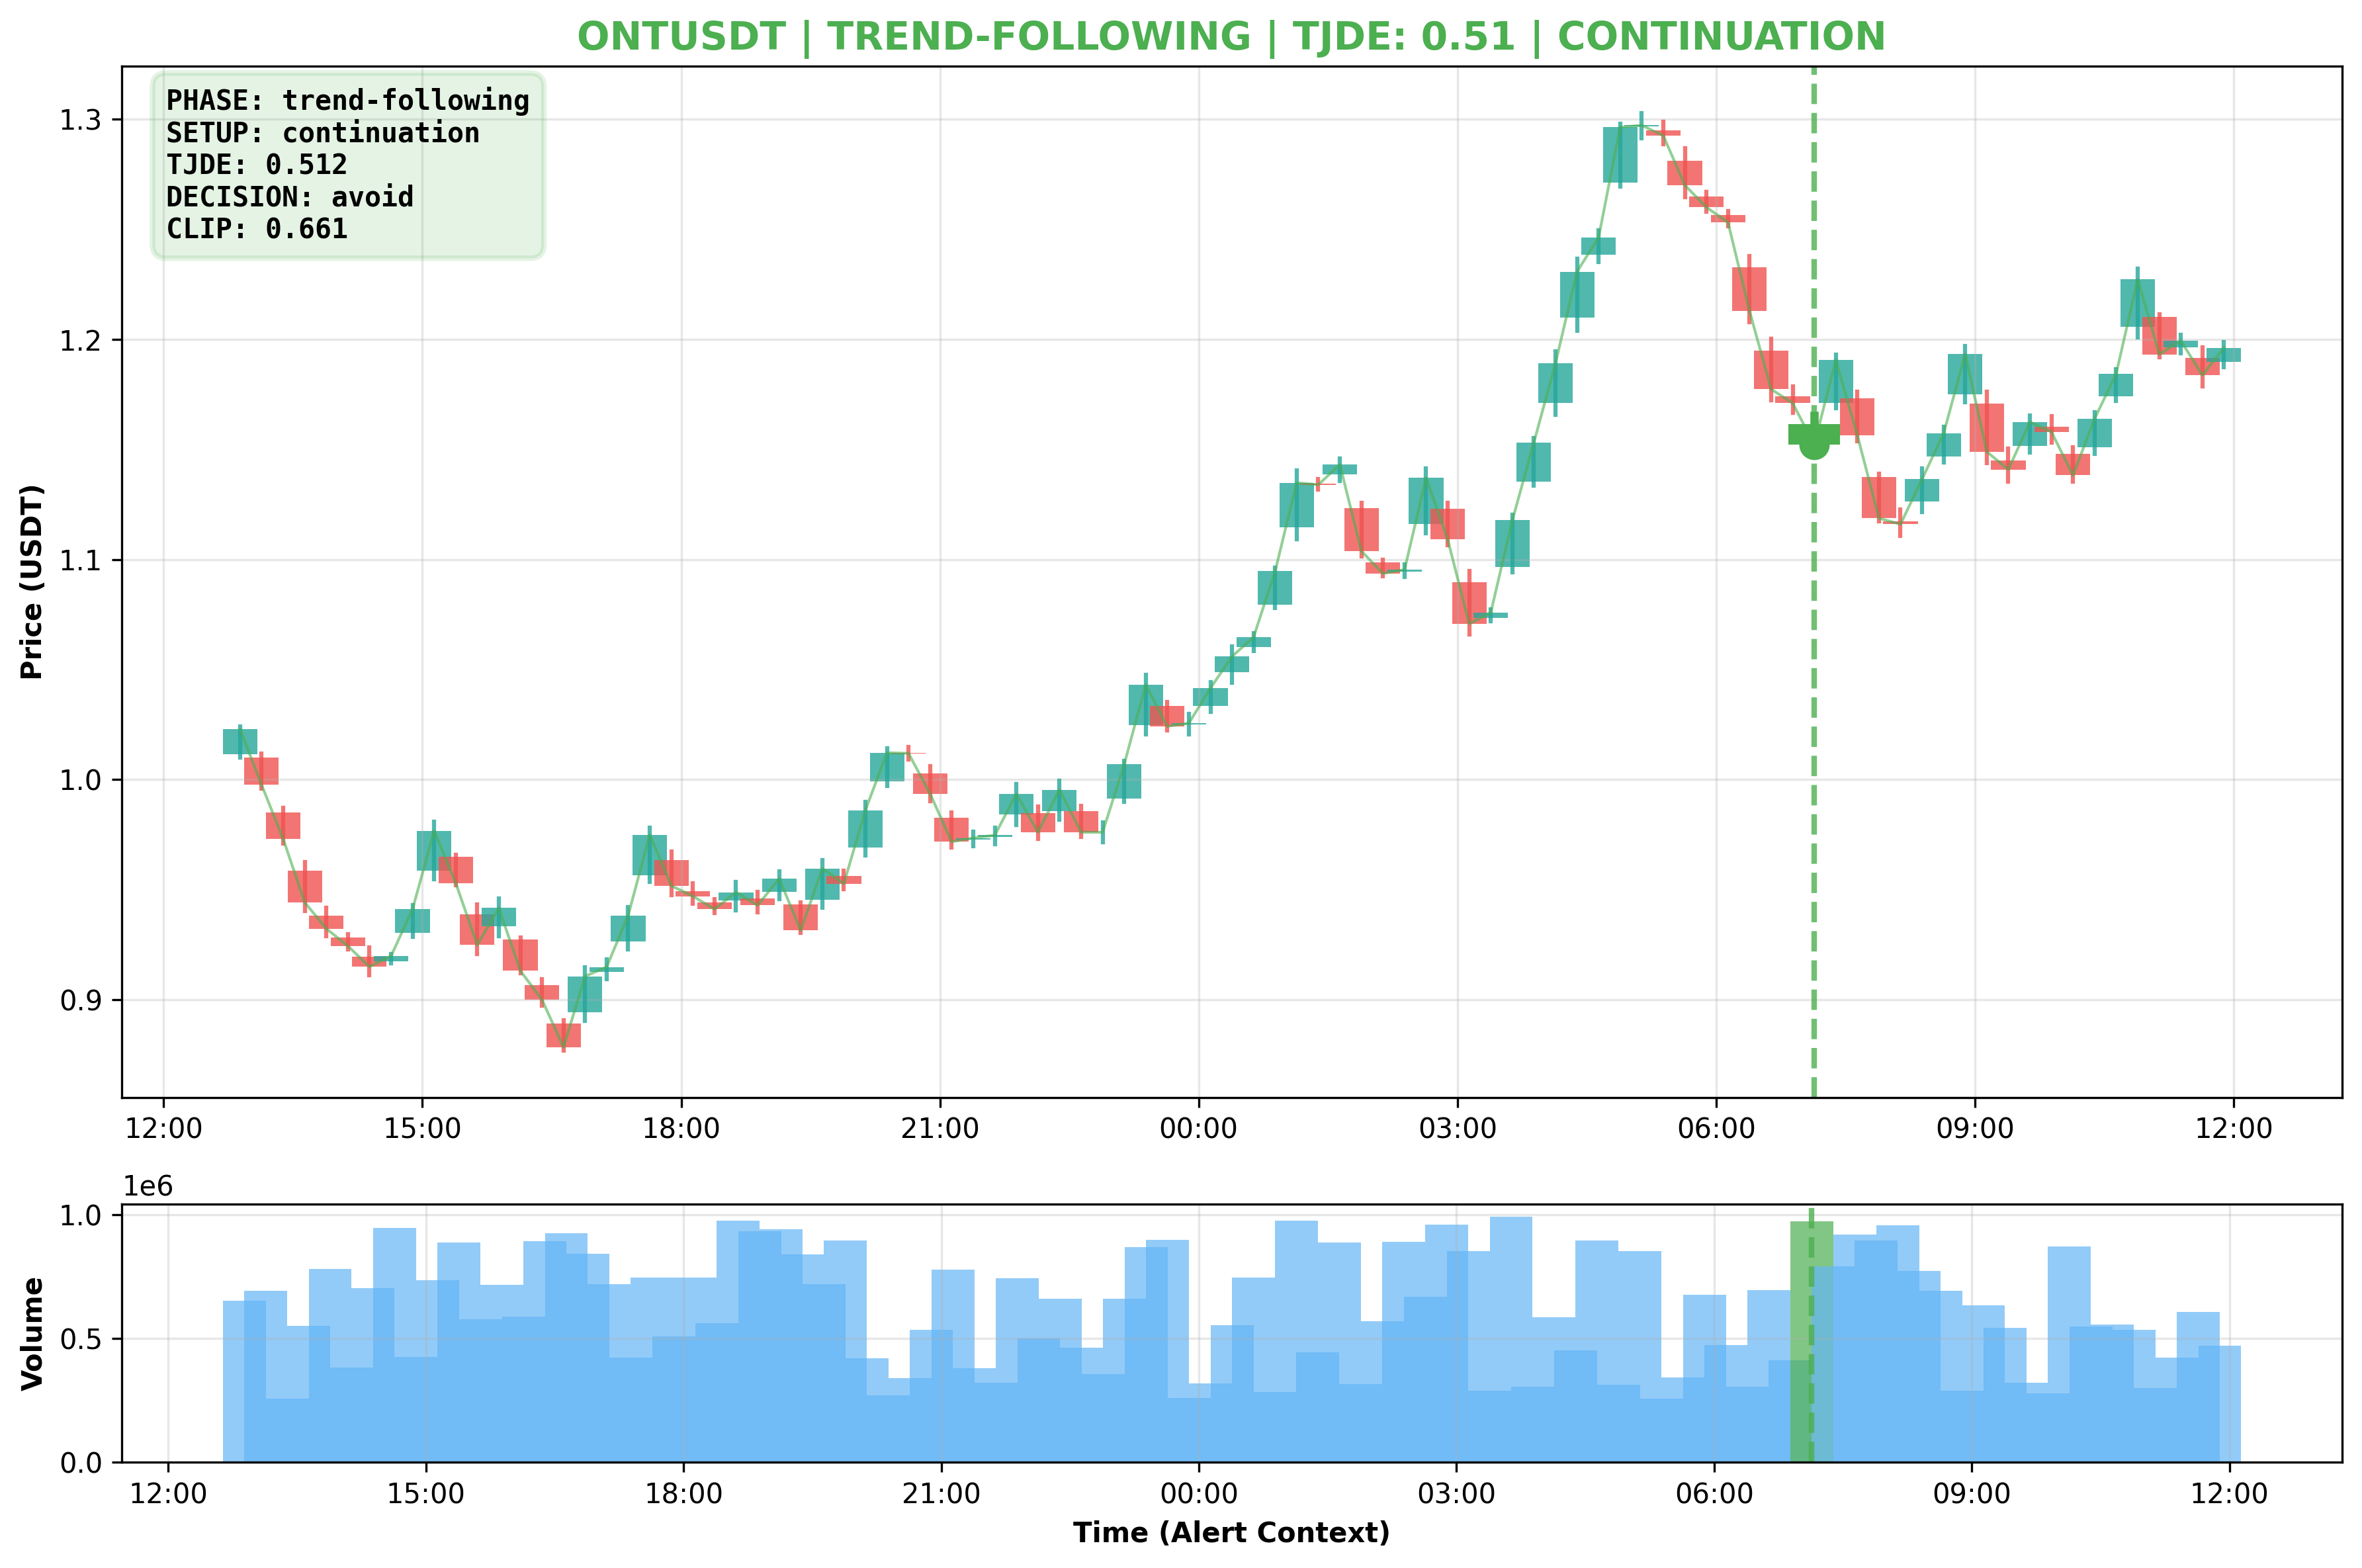 ONTUSDT | TREND-FOLLOWING | TJDE: 0.51 | CONTINUATION
PHASE: trend-following
SETUP: continuation
TJDE: 0.512
DECISION: avoid
CLIP: 0.661
Price (USDT)
1.3
1.2
1.1
1.0
0.9
12:00 15:00 18:00 21:00 00:00 03:00 06:00 09:00 12:00
1e6
Volume
1.0
0.5
0.0
12:00 15:00 18:00 21:00 00:00 03:00 06:00 09:00 12:00
Time (Alert Context)